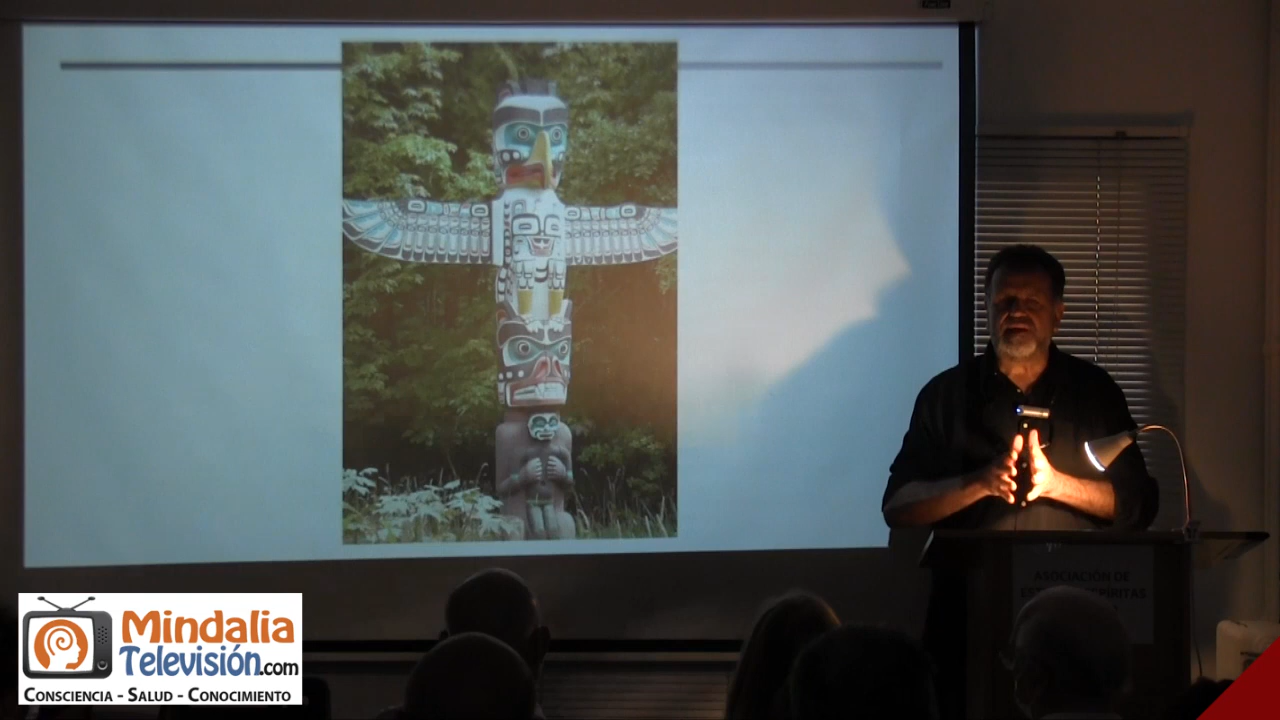 ASOCIACIÓN DE
Mindalia
Televisión.com
CONSCIENCIA - SALUD - CONOCIMIENTO